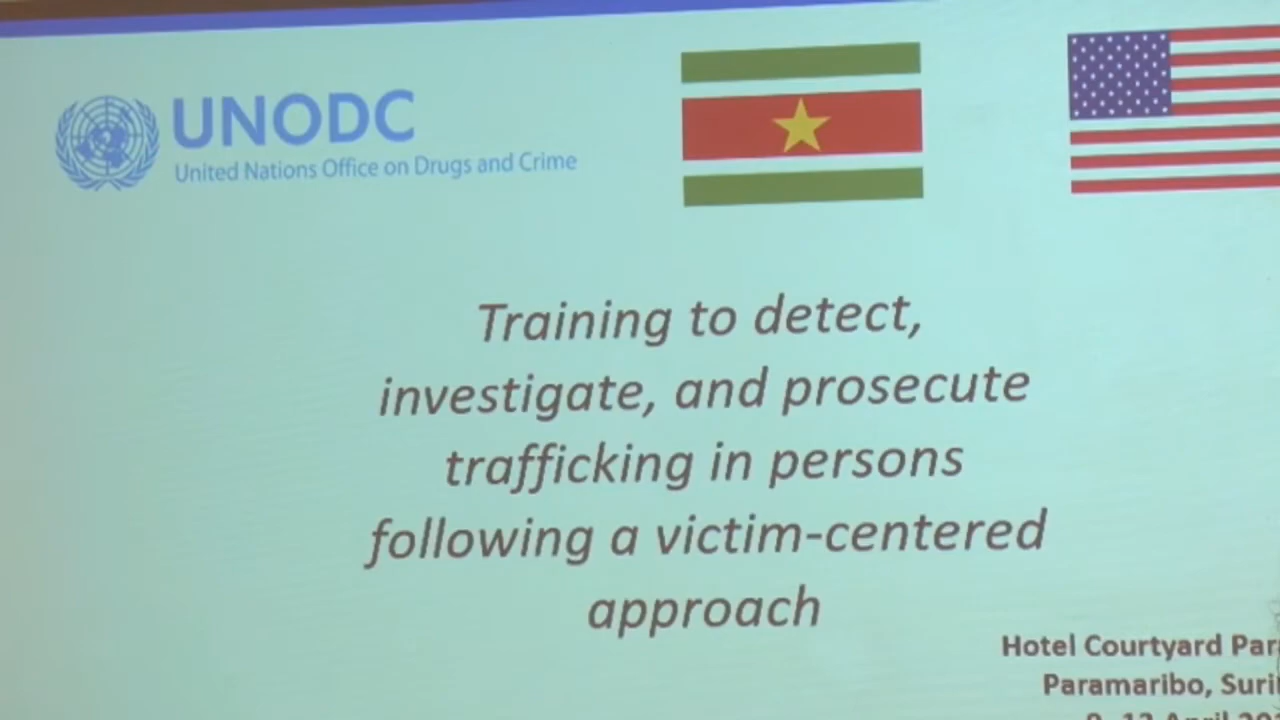 UNODC
United Nations Office on Drugs and Crime
Training to detect,
investigate, and prosecute
trafficking in persons
following a victim-centered
approach
Hotel Courtyard
Paramaribo,
April